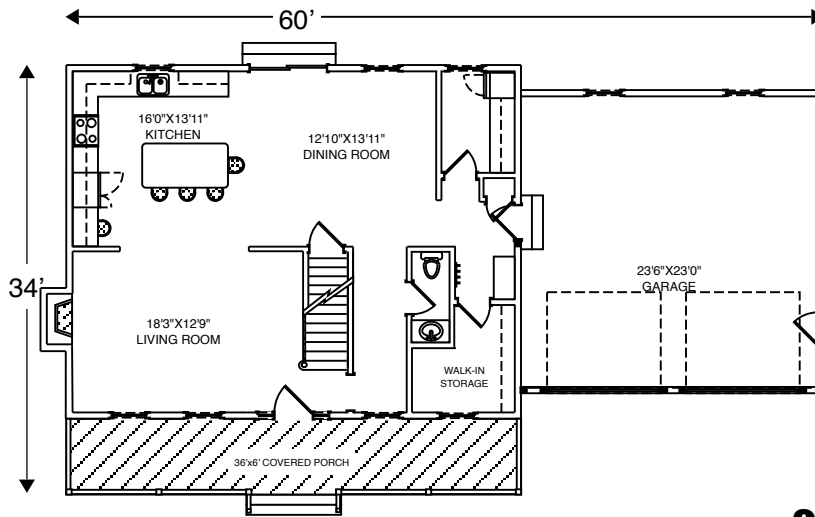 60’
16'0"X13'11"
KITCHEN
12'10"X13'11"
DINING ROOM
34’
23'6"X23'0"
GARAGE
18'3"X12'9"
LIVING ROOM
WALK-IN
STORAGE
36'x6' COVERED PORCH